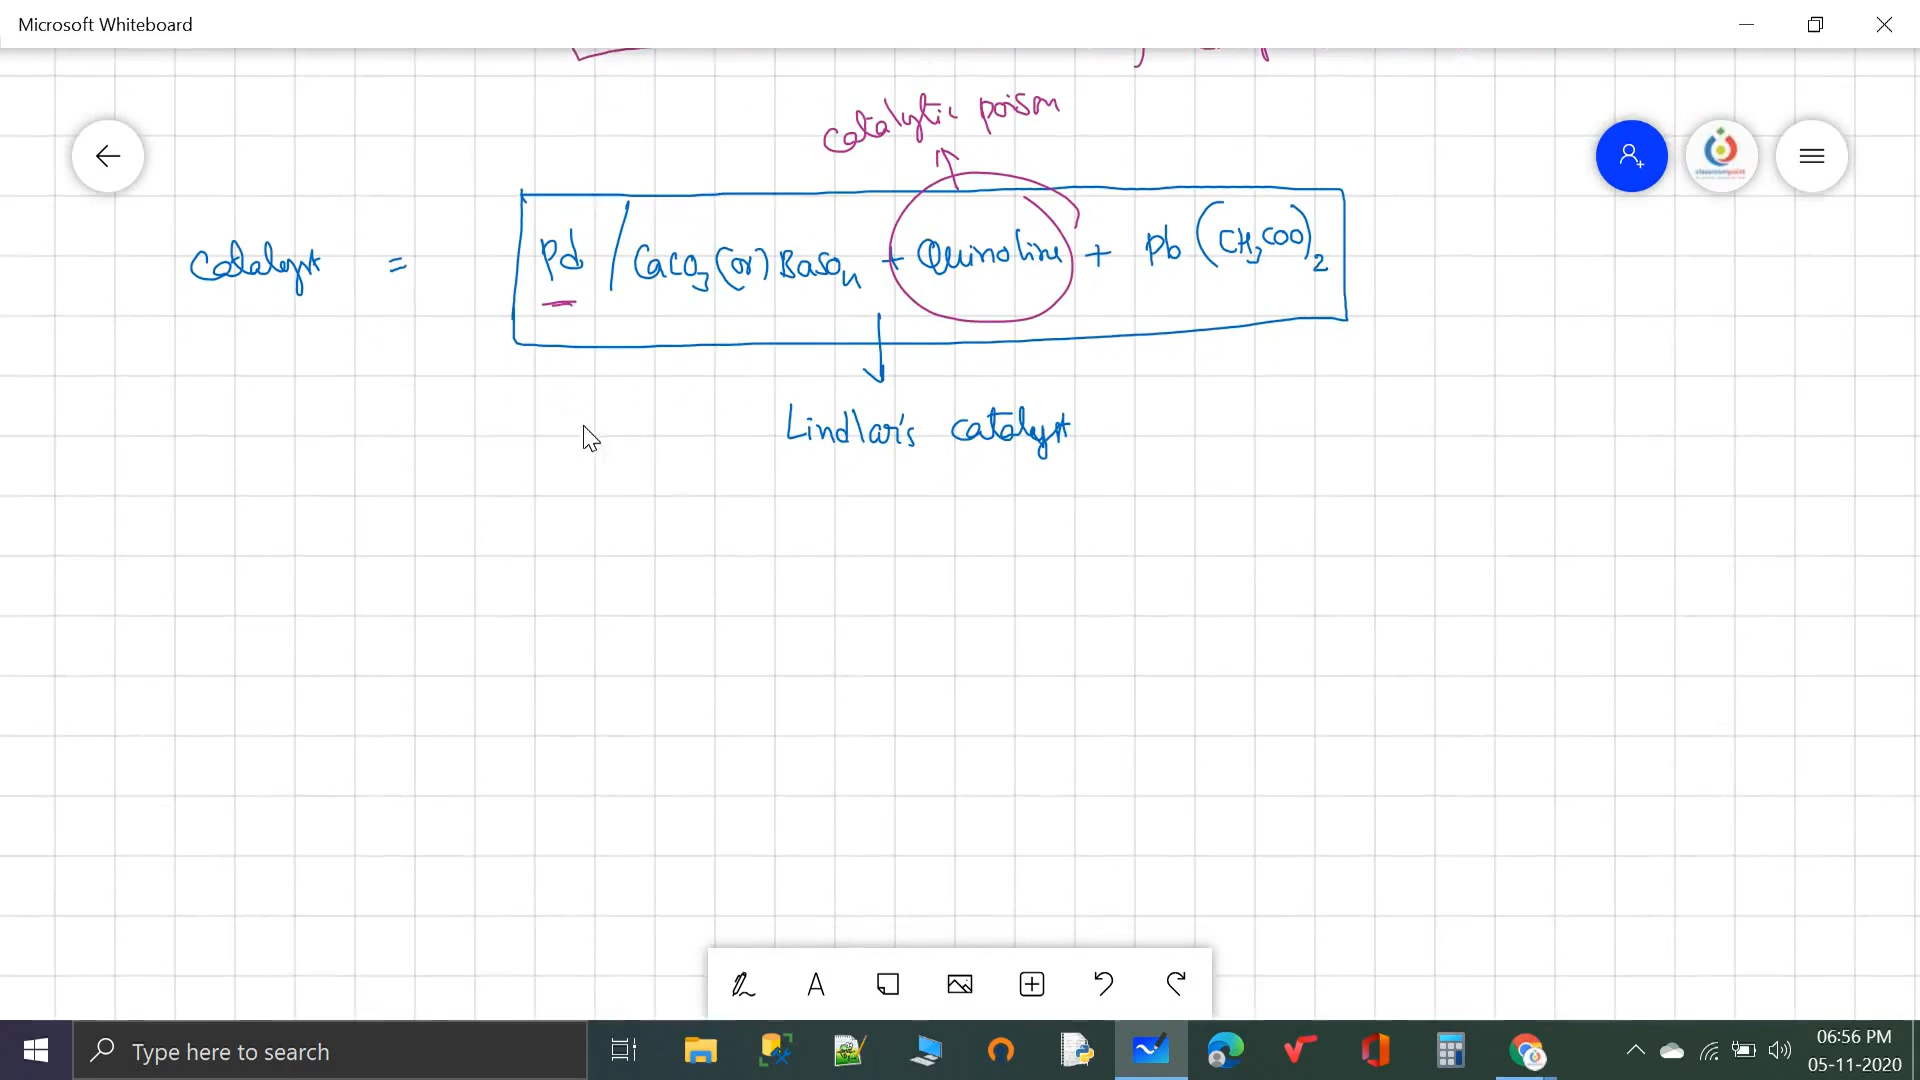 Microsoft Whiteboard
catalytic poison
Catalyst = Pd / CaCO3 (or) BaSO4 + Quinoline + Pb (CH3COO)2
Lindlar's catalyst
Type here to search
06:56 PM
05-11-2020